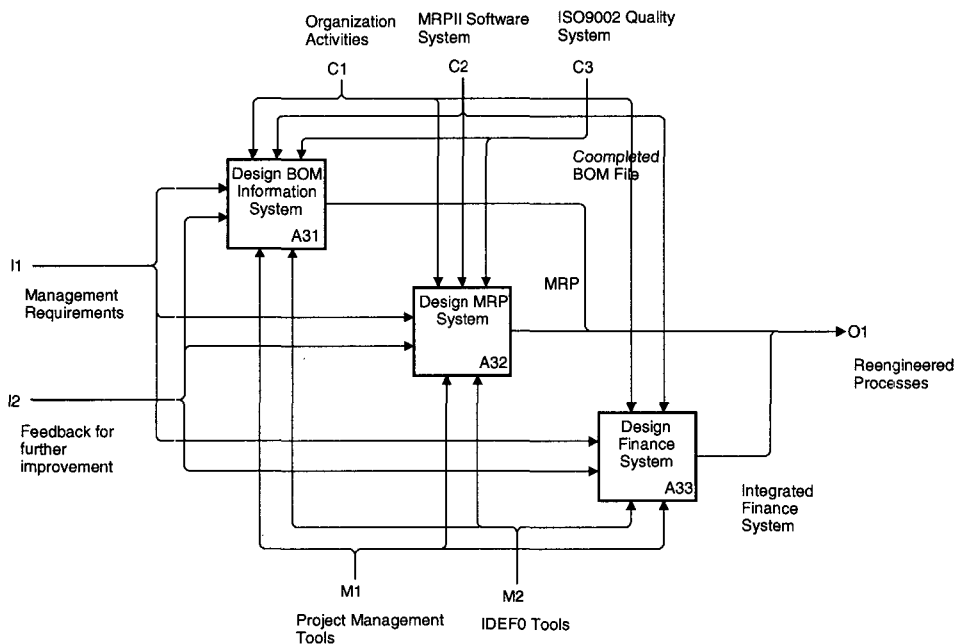 Organization
Activities
MRPII Software
System
ISO9002 Quality
System
C1
C2
C3
Coompleted
BOM File
Design BOM
Information
System
A31
I1
Management
Requirements
MRP
Design MRP
System
A32
O1
Reengineered
Processes
I2
Feedback for
further
improvement
Design
Finance
System
A33
Integrated
Finance
System
M1
Project Management
Tools
M2
IDEF0 Tools